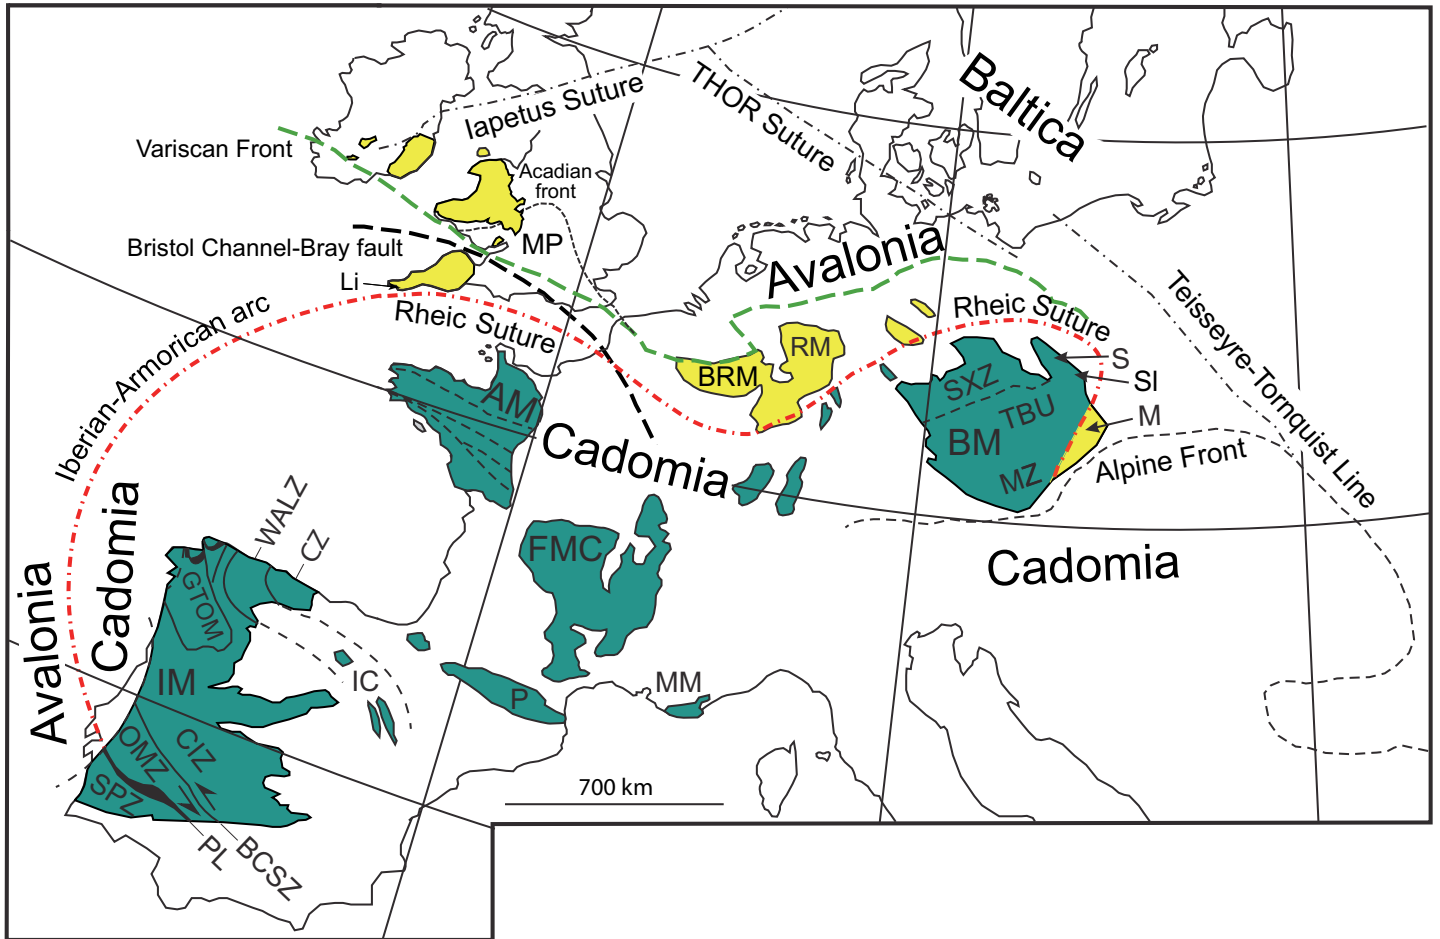 Baltica
THOR Suture
Iapetus Suture
Variscan Front
Acadian
front
MP
Bristol Channel-Bray fault
Li
Avalonia
Iberian-Armorican arc
Rheic Suture
Rheic Suture
Teisseyre-Tornquist Line
RM
BRM
S
SI
M
SXZ
TBU
BM
MZ
AM
Cadomia
Alpine Front
Cadomia
WALZ
CZ
Cadomia
Avalonia
GTOM
FMC
IM
IC
P
MM
OMZ
CIZ
SPZ
700 km
PL
BCSZ